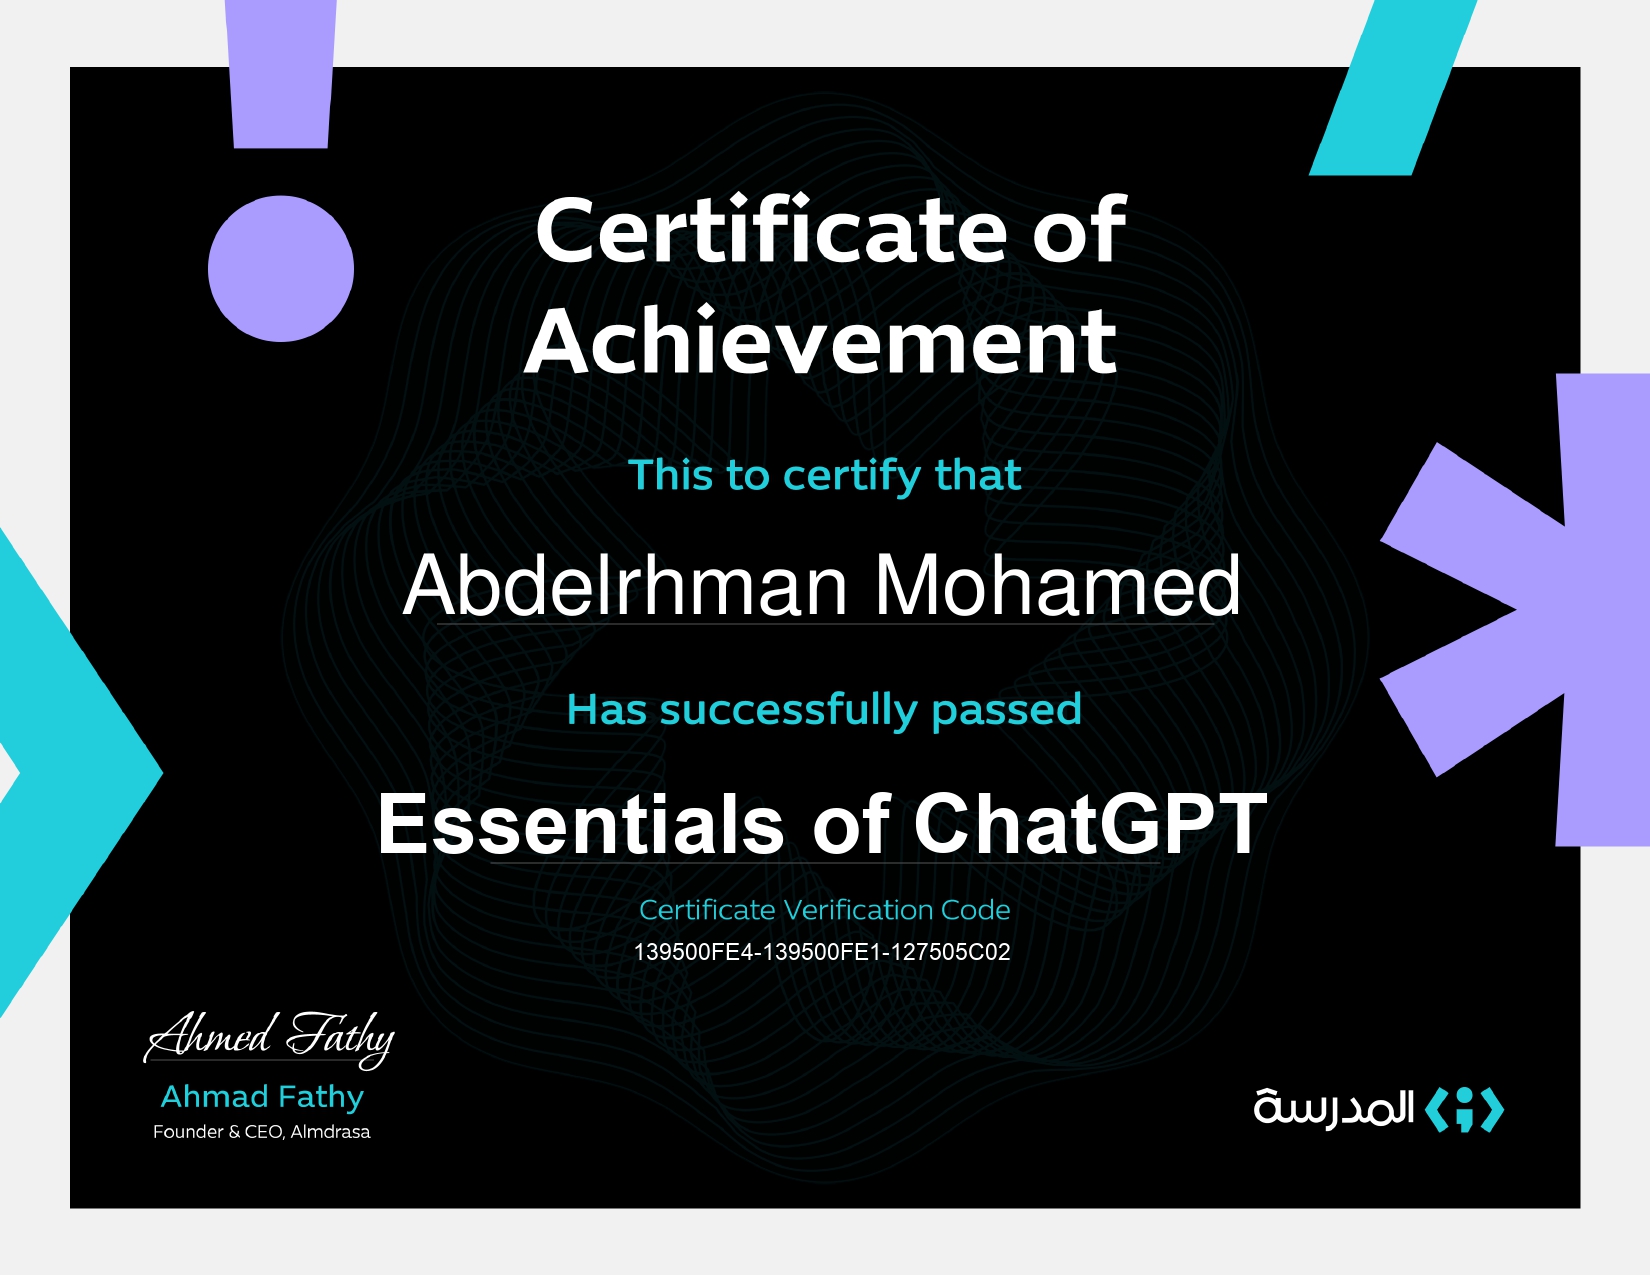 Certificate of
Achievement
This to certify that
Abdelrhman Mohamed
Has successfully passed
Essentials of ChatGPT
Certificate Verification Code
139500FE4-139500FE1-127505C02
Ahmed Fathy
Ahmad Fathy
Founder & CEO, Almdrasa
المدرسة